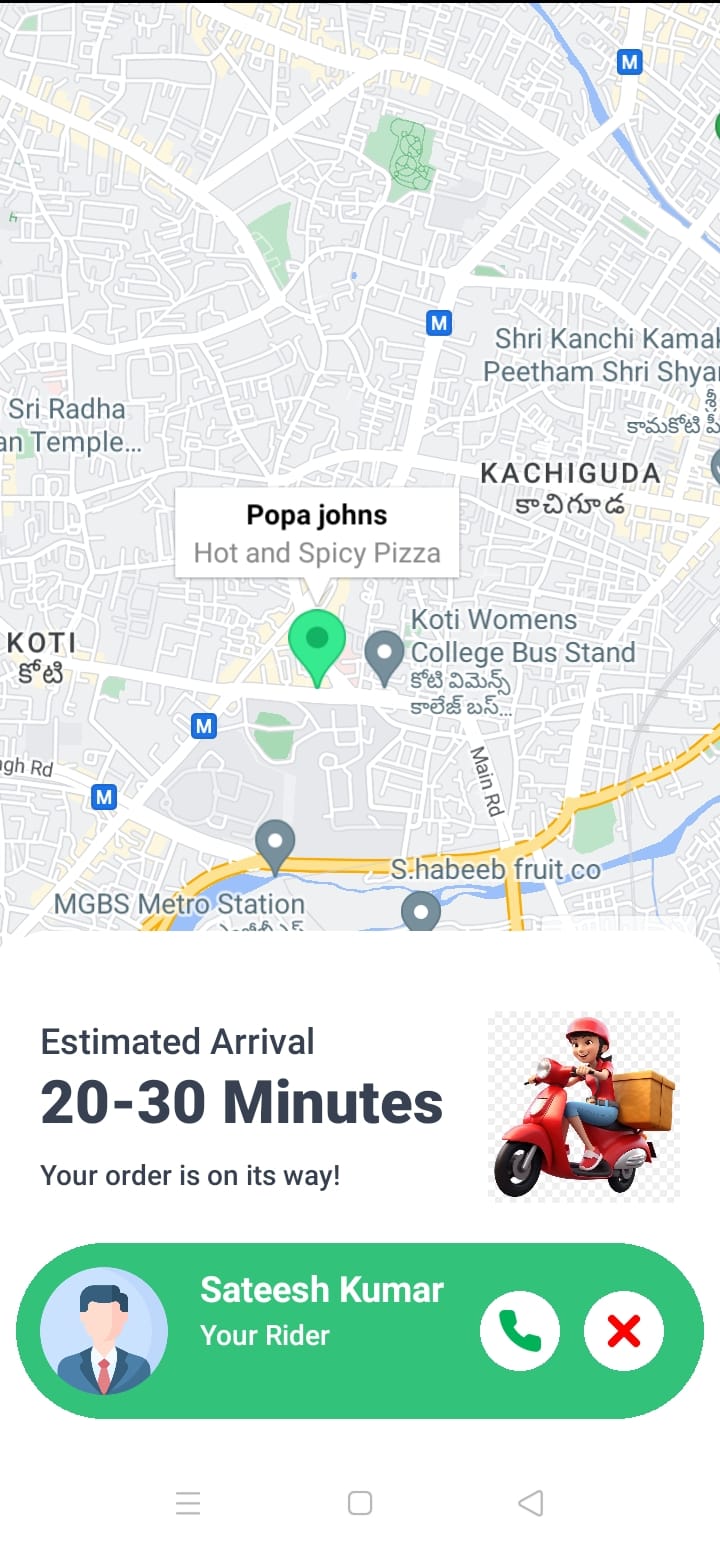 M
M
Shri Kanchi Kamak
Peetham Shri Shya
శ్రీ
కామకోటి పీ
Sri Radha
an Temple...
KACHIGUDA
కాచిగూడ
Popa johns
Hot and Spicy Pizza
KOTI
కోటి
Koti Womens
College Bus Stand
కోటి విమెన్స్
కాలేజ్ బస్...
M
Main Rd
gh Rd
M
S.habeeb fruit co
MGBS Metro Station
Estimated Arrival
20-30 Minutes
Your order is on its way!
Sateesh Kumar
Your Rider